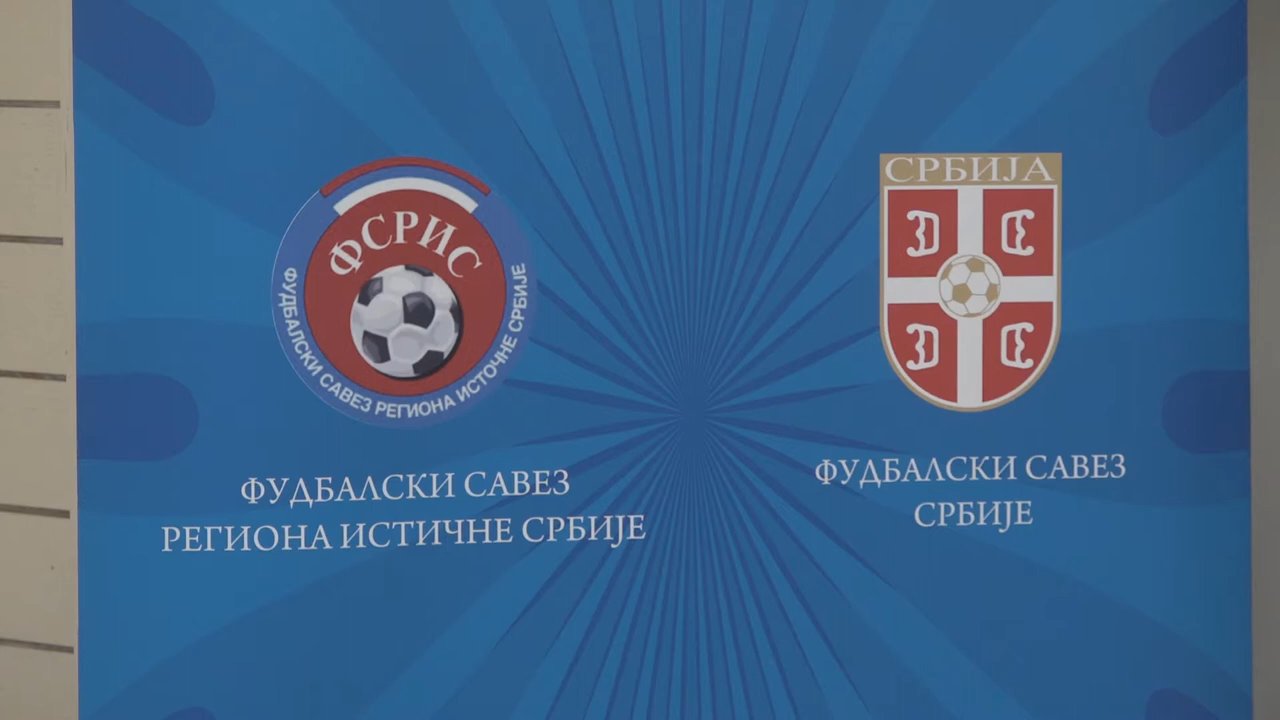 ФСРИС
ФУДБАЛСКИ САВЕЗ РЕГИОНА ИСТОЧНЕ СРБИЈЕ
ФУДБАЛСКИ САВЕЗ
РЕГИОНА ИСТИЧНЕ СРБИЈЕ
СРБИЈА
ФУДБАЛСКИ САВЕЗ
СРБИЈЕ